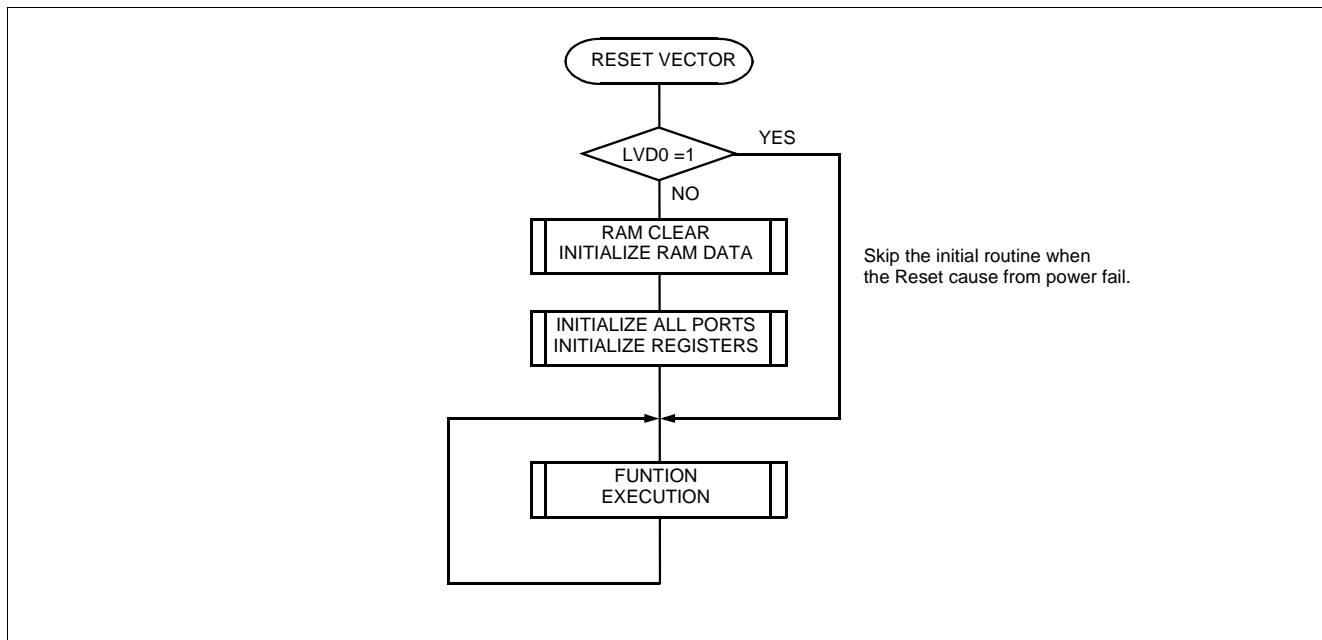 RESET VECTOR
YES
LVD0 =1
NO
RAM CLEAR
INITIALIZE RAM DATA
Skip the initial routine when
the Reset cause from power fail.
INITIALIZE ALL PORTS
INITIALIZE REGISTERS
FUNTION
EXECUTION